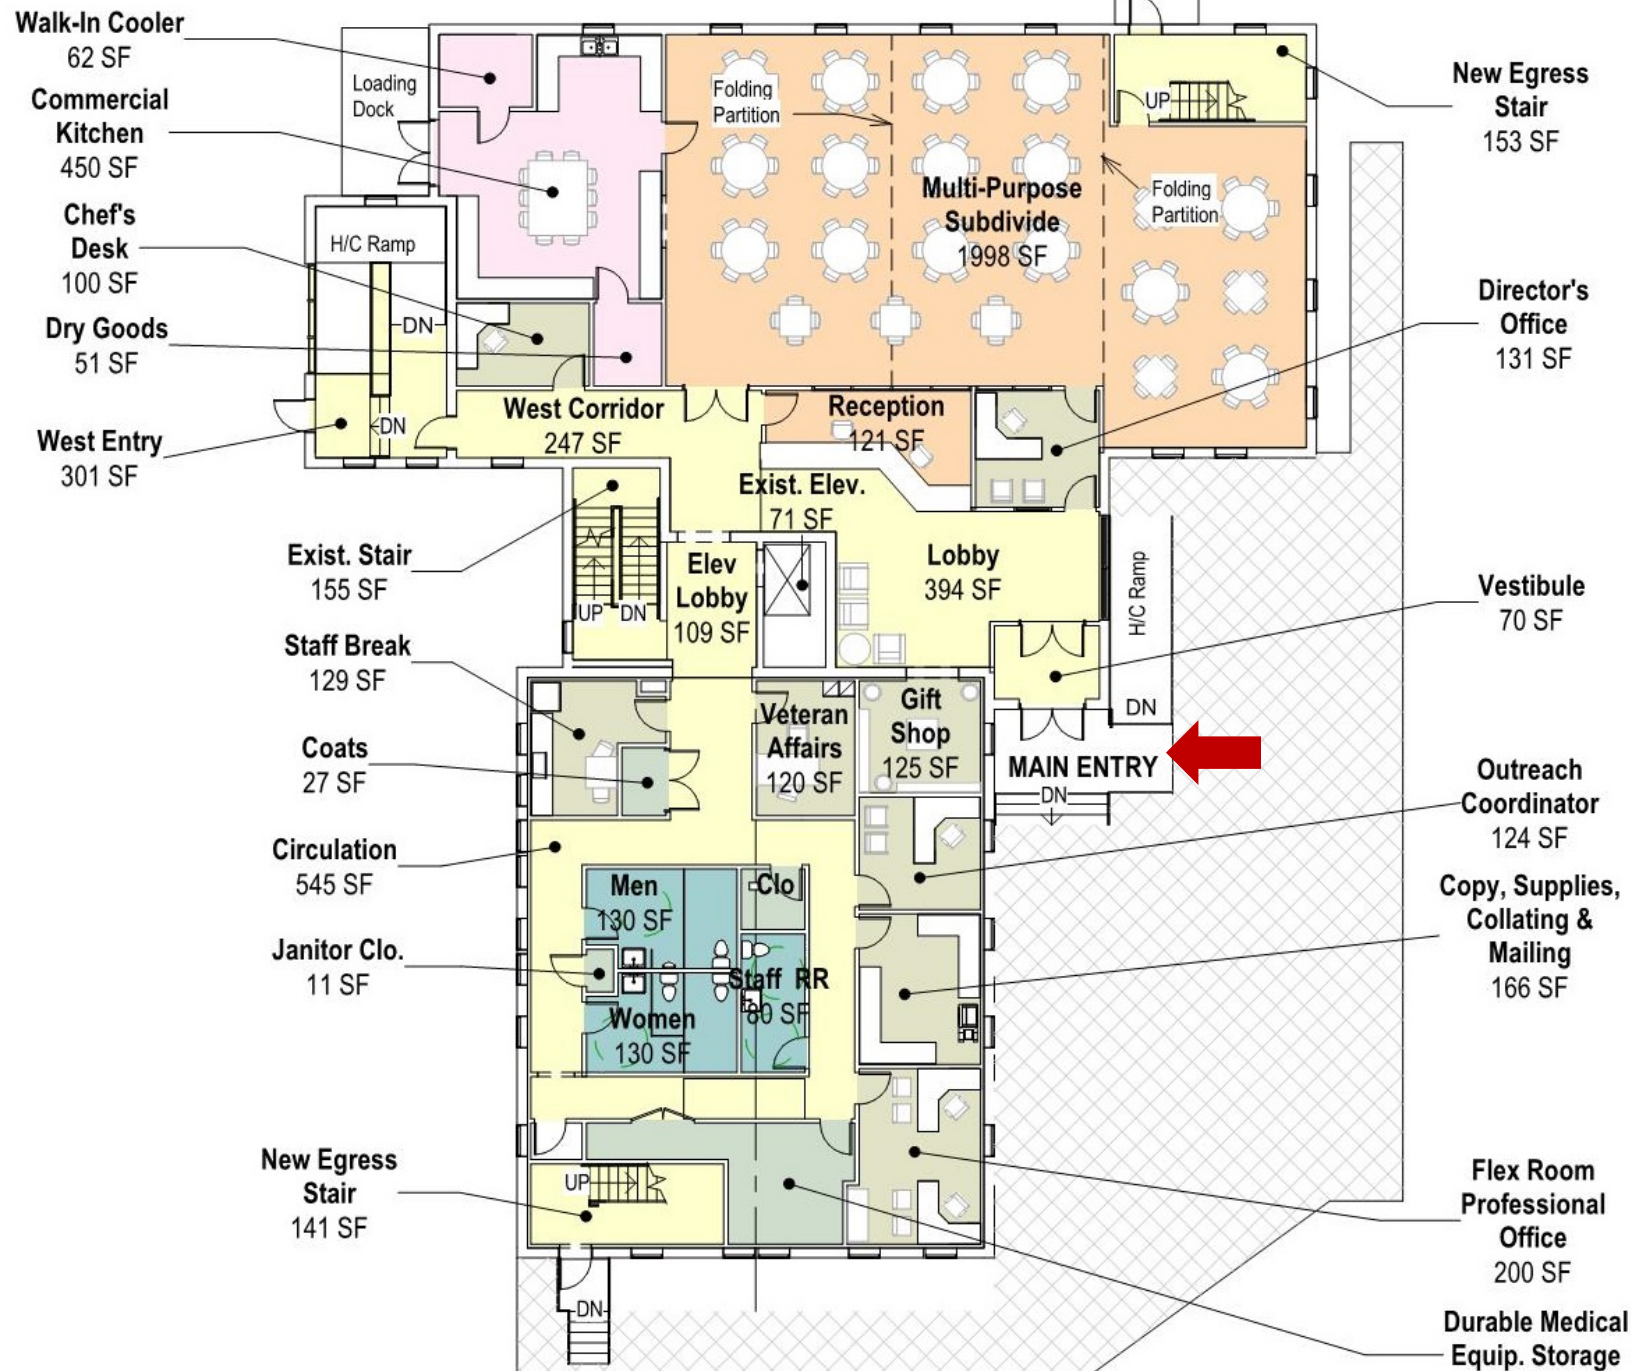 Walk-In Cooler
62 SF
Commercial
Kitchen
450 SF
Chef's
Desk
100 SF
Dry Goods
51 SF
West Entry
301 SF
Loading
Dock
H/C Ramp
DN
DN
Folding
Partition
Multi-Purpose
Subdivide
1998 SF
Folding
Partition
UP
New Egress
Stair
153 SF
Director's
Office
131 SF
West Corridor
247 SF
Reception
121 SF
Exist. Elev.
71 SF
Exist. Stair
155 SF
UP
DN
Elev
Lobby
109 SF
Lobby
394 SF
H/C Ramp
DN
Vestibule
70 SF
Staff Break
129 SF
Coats
27 SF
Veteran
Affairs
120 SF
Gift
Shop
125 SF
MAIN ENTRY
DN
Outreach
Coordinator
124 SF
Circulation
545 SF
Men
130 SF
Clo
Copy, Supplies,
Collating &
Mailing
166 SF
Janitor Clo.
11 SF
Staff RR
80 SF
Women
130 SF
New Egress
Stair
141 SF
UP
DN
Flex Room
Professional
Office
200 SF
Durable Medical
Equip. Storage